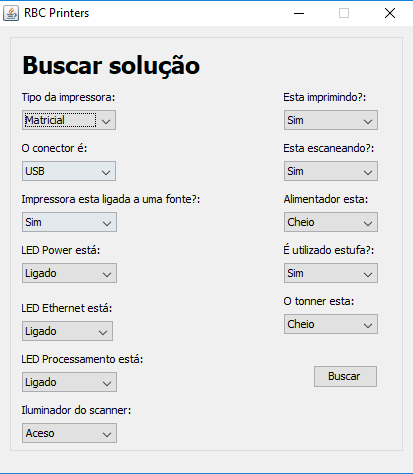 RBC Printers
Buscar solução
Tipo da impressora:
Matricial
O conector é:
USB
Impressora esta ligada a uma fonte?:
Sim
LED Power está:
Ligado
LED Ethernet está:
Ligado
LED Processamento está:
Ligado
Iluminador do scanner:
Aceso
Esta imprimindo?:
Sim
Esta escaneando?:
Sim
Alimentador esta:
Cheio
É utilizado estufa?:
Sim
O tonner esta:
Cheio
Buscar